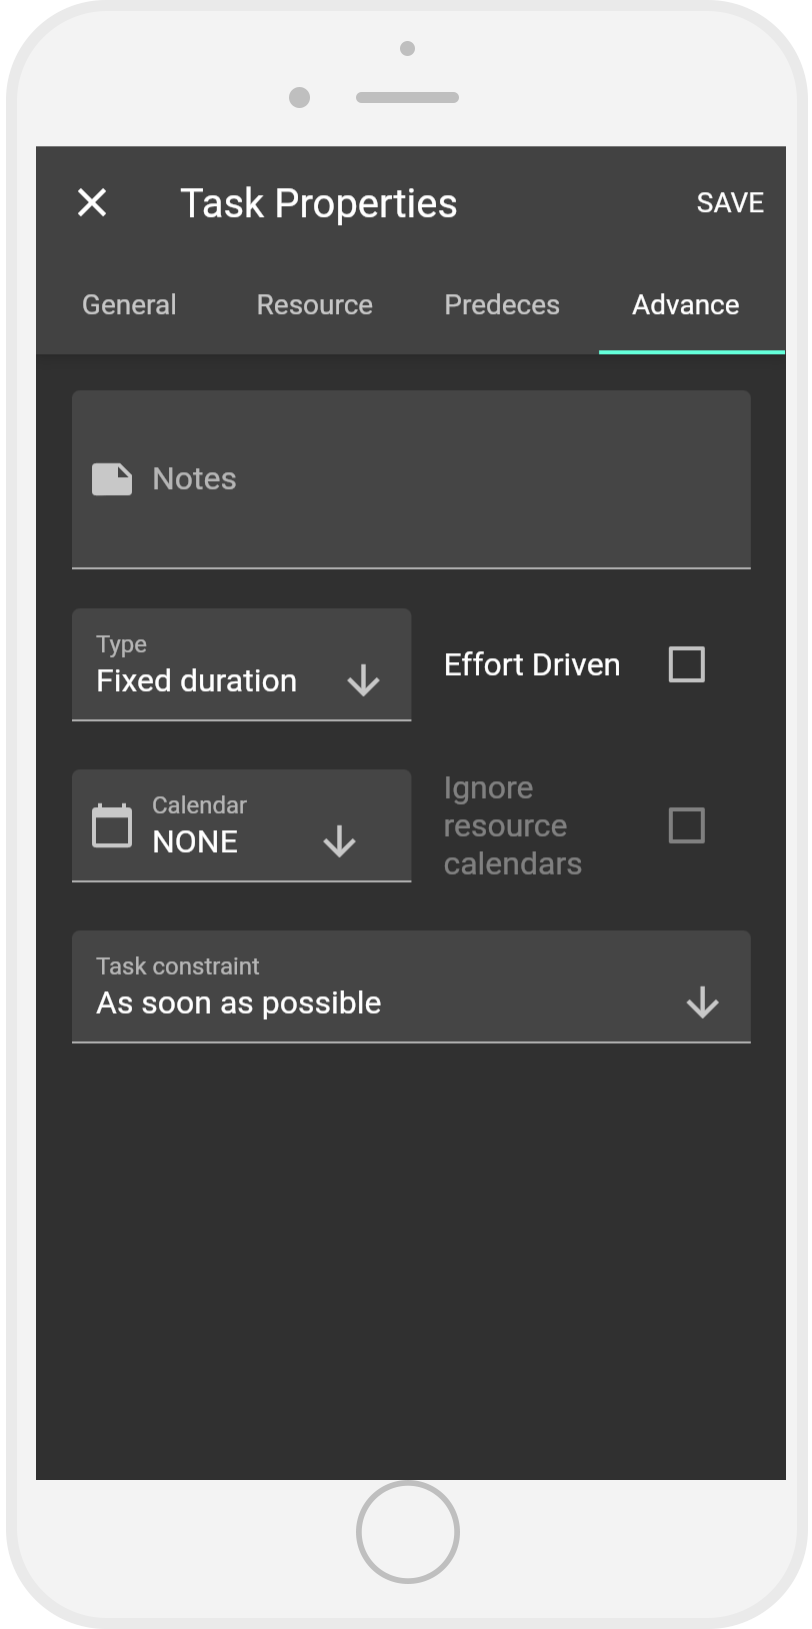 Task Properties SAVE
General Resource Predeces Advance
Notes
Type
Fixed duration
Effort Driven
Calendar
NONE
Ignore
resource
calendars
Task constraint
As soon as possible